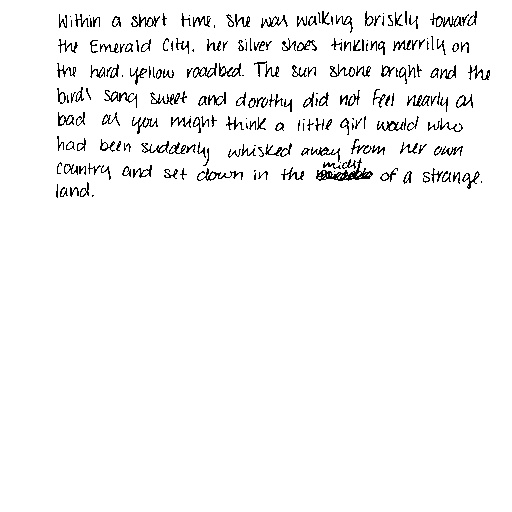 Within a short time, she was walking briskly toward
the Emerald City, her silver shoes tinkling merrily on
the hard, yellow roadbed. The sun shone bright and the
birds sang sweet and dorothy did not feel nearly as
bad as you might think a little girl would who
had been suddenly whisked away from her own
country and set down in the midst of a strange
land.